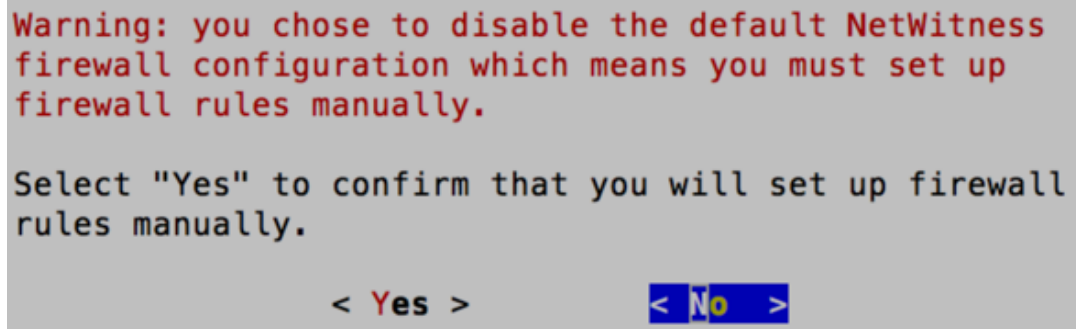 Warning: you chose to disable the default NetWitness
firewall configuration which means you must set up
firewall rules manually.
Select "Yes" to confirm that you will set up firewall
rules manually.
< Yes > < No >